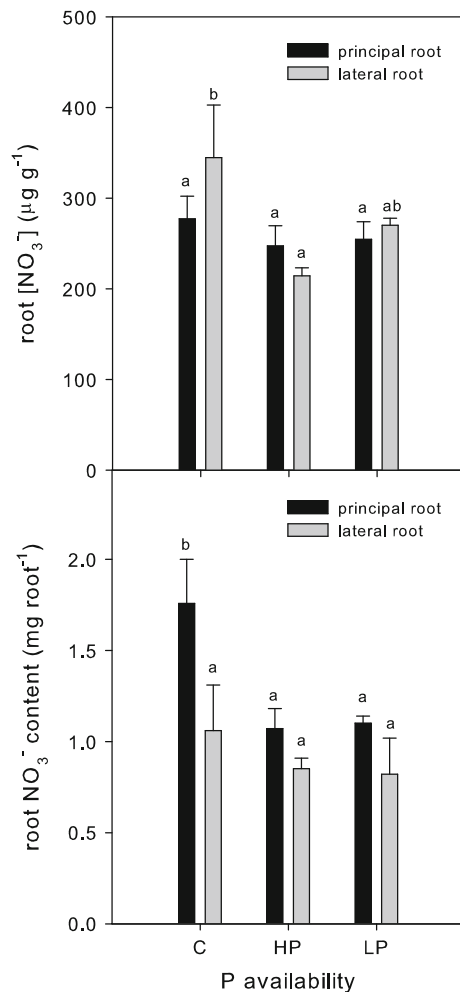 500
400
300
200
100
0
root [NO₃⁻] (μg g⁻¹)
principal root
lateral root
a
b
a
a
a
ab
2.0
1.5
1.0
0.5
0.0
root NO₃⁻ content (mg root⁻¹)
principal root
lateral root
b
a
a
a
a
a
C
HP
LP
P availability